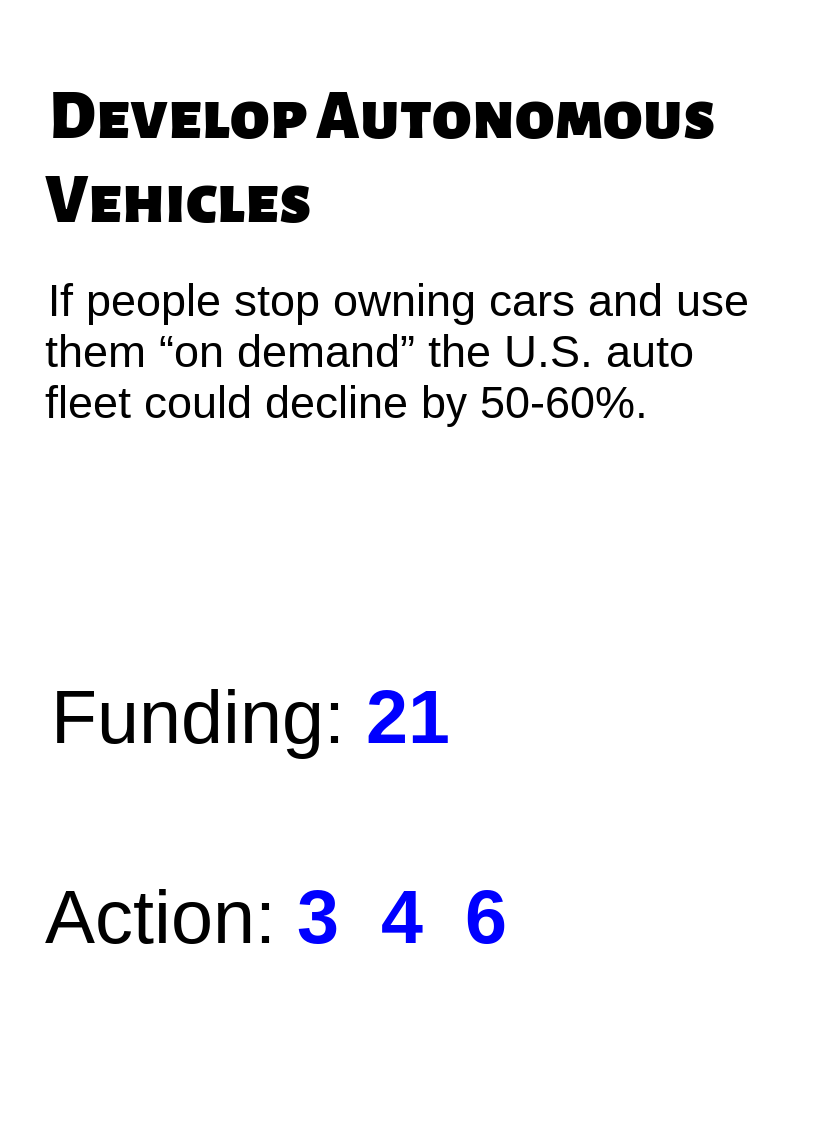 Develop Autonomous
Vehicles
If people stop owning cars and use
them “on demand” the U.S. auto
fleet could decline by 50-60%.
Funding: 21
Action: 3 4 6